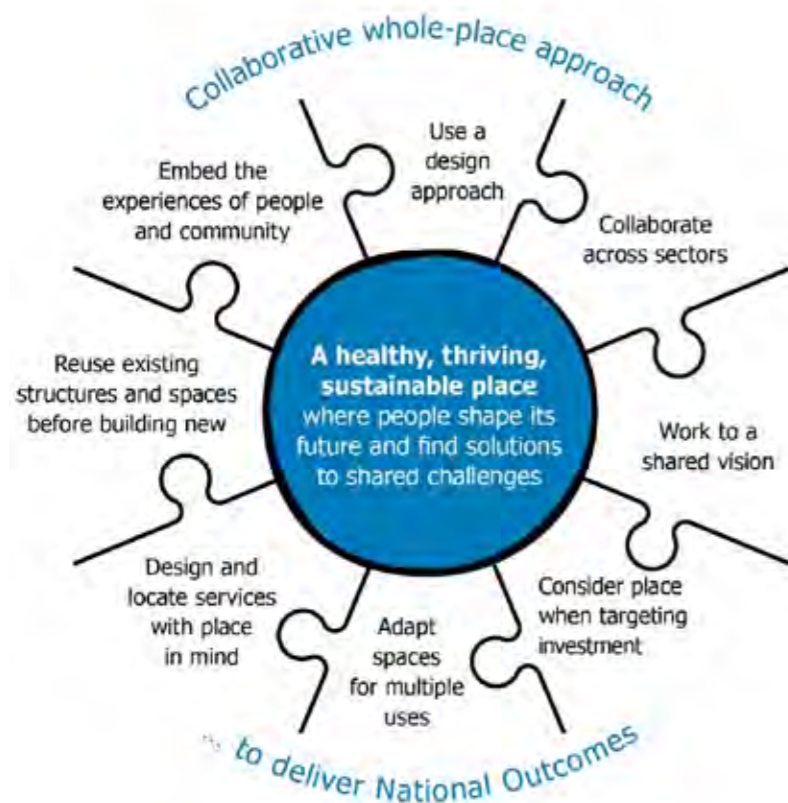 Collaborative whole-place approach
Use a
design
approach
Collaborate
across sectors
Work to a
shared vision
Consider place
when targeting
investment
Adapt
spaces
for multiple
uses
Design and
locate services
with place
in mind
Reuse existing
structures and spaces
before building new
Embed the
experiences of people
and community
A healthy, thriving,
sustainable place
where people shape its
future and find solutions
to shared challenges
... to deliver National Outcomes